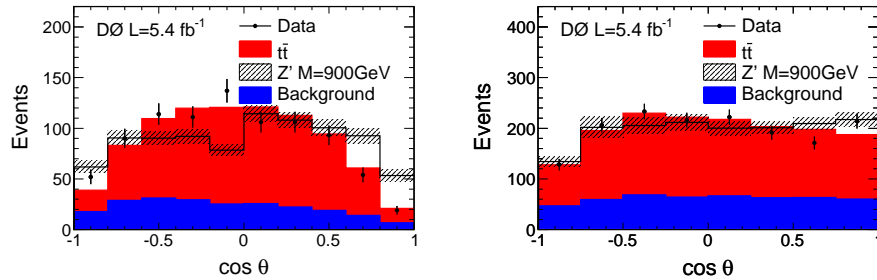 DØ L=5.4 fb⁻¹
Data
tt̄
Z' M=900GeV
Background
Events
200
150
100
50
0
-1 -0.5 0 0.5 1
cos θ
DØ L=5.4 fb⁻¹
Data
tt̄
Z' M=900GeV
Background
Events
400
300
200
100
0
-1 -0.5 0 0.5 1
cos θ